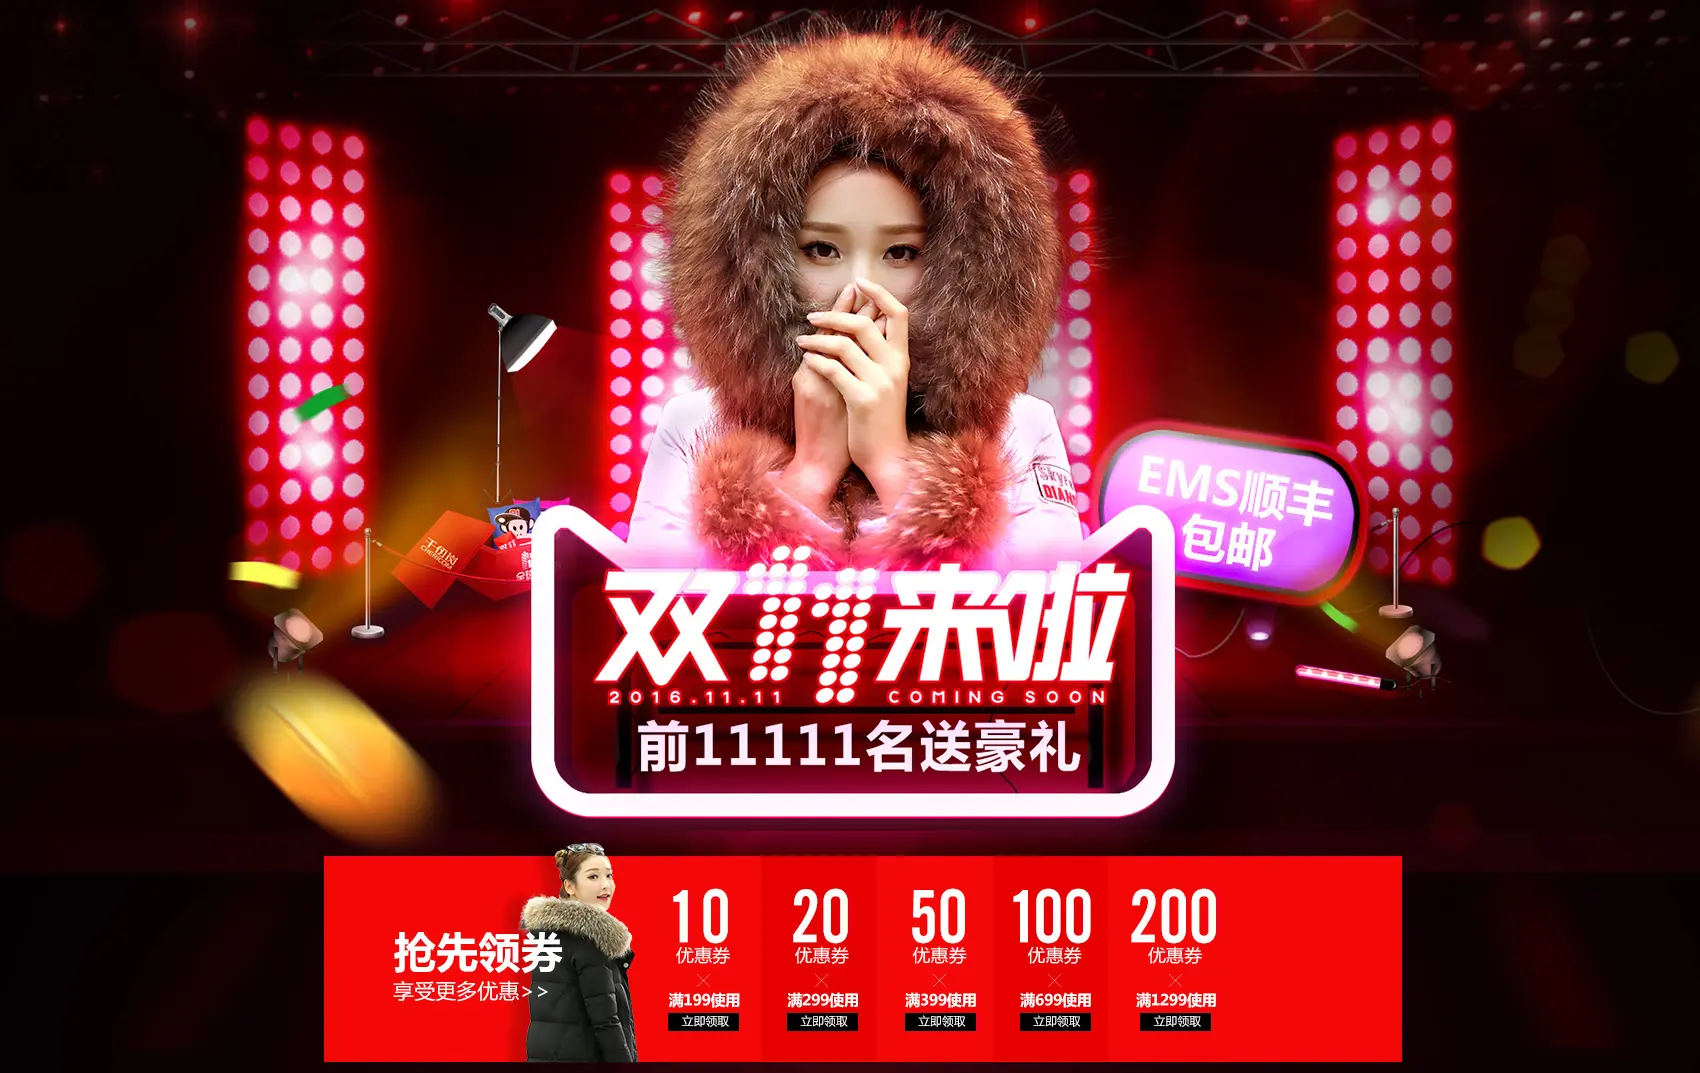 EMS顺丰
包邮
千仞岗
CHERICOM
双11来啦
2016.11.11 COMING SOON
前11111名送豪礼
抢先领券
享受更多优惠>>
10
优惠券
满199使用
立即领取
20
优惠券
满299使用
立即领取
50
优惠券
满399使用
立即领取
100
优惠券
满699使用
立即领取
200
优惠券
满1299使用
立即领取